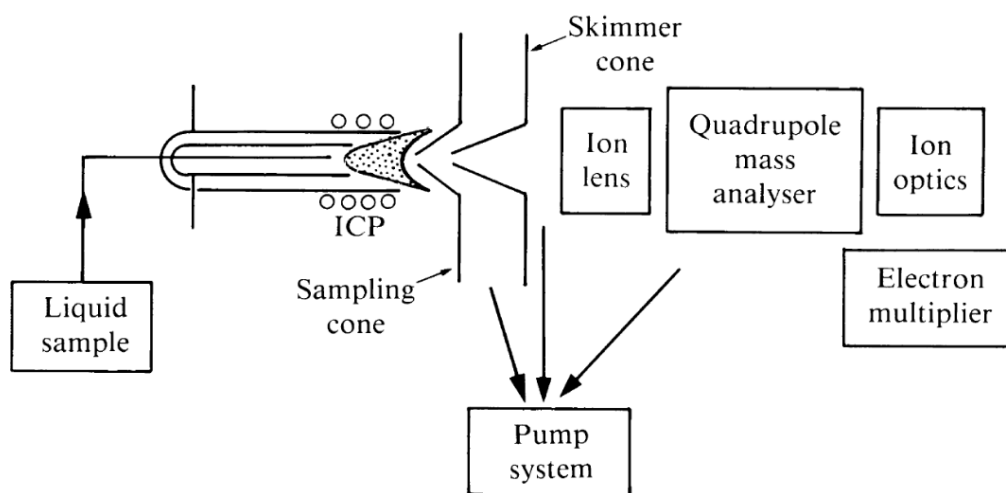 Skimmer
cone
Ion
lens
Quadrupole
mass
analyser
Ion
optics
ICP
Sampling
cone
Liquid
sample
Electron
multiplier
Pump
system